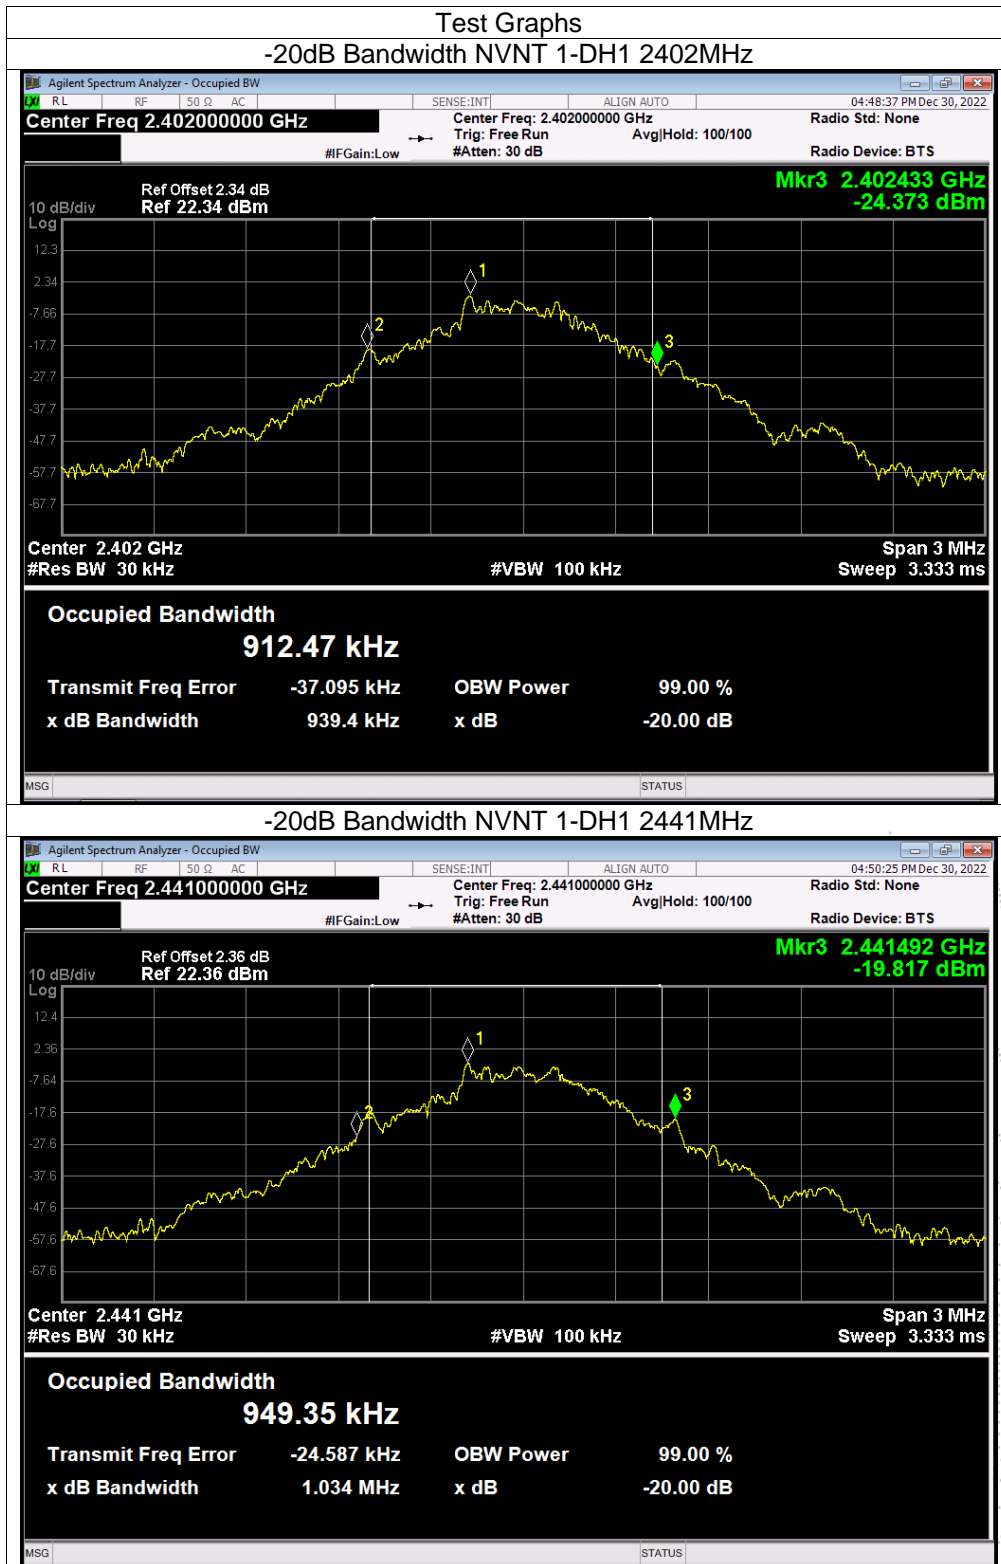 Test Graphs
-20dB Bandwidth NVNT 1-DH1 2402MHz
Agilent Spectrum Analyzer - Occupied BW
LXI RL RF 50 Ω AC SENSE:INT ALIGN AUTO 04:48:37 PM Dec 30, 2022
Center Freq 2.402000000 GHz Center Freq: 2.402000000 GHz Radio Std: None
Trig: Free Run Avg|Hold: 100/100
#IFGain:Low #Atten: 30 dB Radio Device: BTS
Mkr3 2.402433 GHz
-24.373 dBm
Ref Offset 2.34 dB
10 dB/div Ref 22.34 dBm
Log
12.3
1
2.34
-7.66
2
-17.7
3
-27.7
-37.7
-47.7
-57.7
-67.7
Center 2.402 GHz Span 3 MHz
#Res BW 30 kHz #VBW 100 kHz Sweep 3.333 ms
Occupied Bandwidth
912.47 kHz
Transmit Freq Error -37.095 kHz OBW Power 99.00 %
x dB Bandwidth 939.4 kHz x dB -20.00 dB
MSG STATUS
-20dB Bandwidth NVNT 1-DH1 2441MHz
Agilent Spectrum Analyzer - Occupied BW
LXI RL RF 50 Ω AC SENSE:INT ALIGN AUTO 04:50:25 PM Dec 30, 2022
Center Freq 2.441000000 GHz Center Freq: 2.441000000 GHz Radio Std: None
Trig: Free Run Avg|Hold: 100/100
#IFGain:Low #Atten: 30 dB Radio Device: BTS
Mkr3 2.441492 GHz
-19.817 dBm
Ref Offset 2.36 dB
10 dB/div Ref 22.36 dBm
Log
12.4
1
2.36
-7.64
3
-17.6
2
-27.6
-37.6
-47.6
-57.6
-67.6
Center 2.441 GHz Span 3 MHz
#Res BW 30 kHz #VBW 100 kHz Sweep 3.333 ms
Occupied Bandwidth
949.35 kHz
Transmit Freq Error -24.587 kHz OBW Power 99.00 %
x dB Bandwidth 1.034 MHz x dB -20.00 dB
MSG STATUS